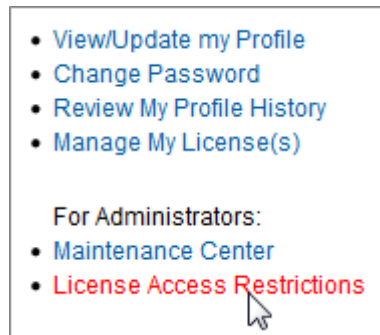 • View/Update my Profile
• Change Password
• Review My Profile History
• Manage My License(s)
For Administrators:
• Maintenance Center
• License Access Restrictions